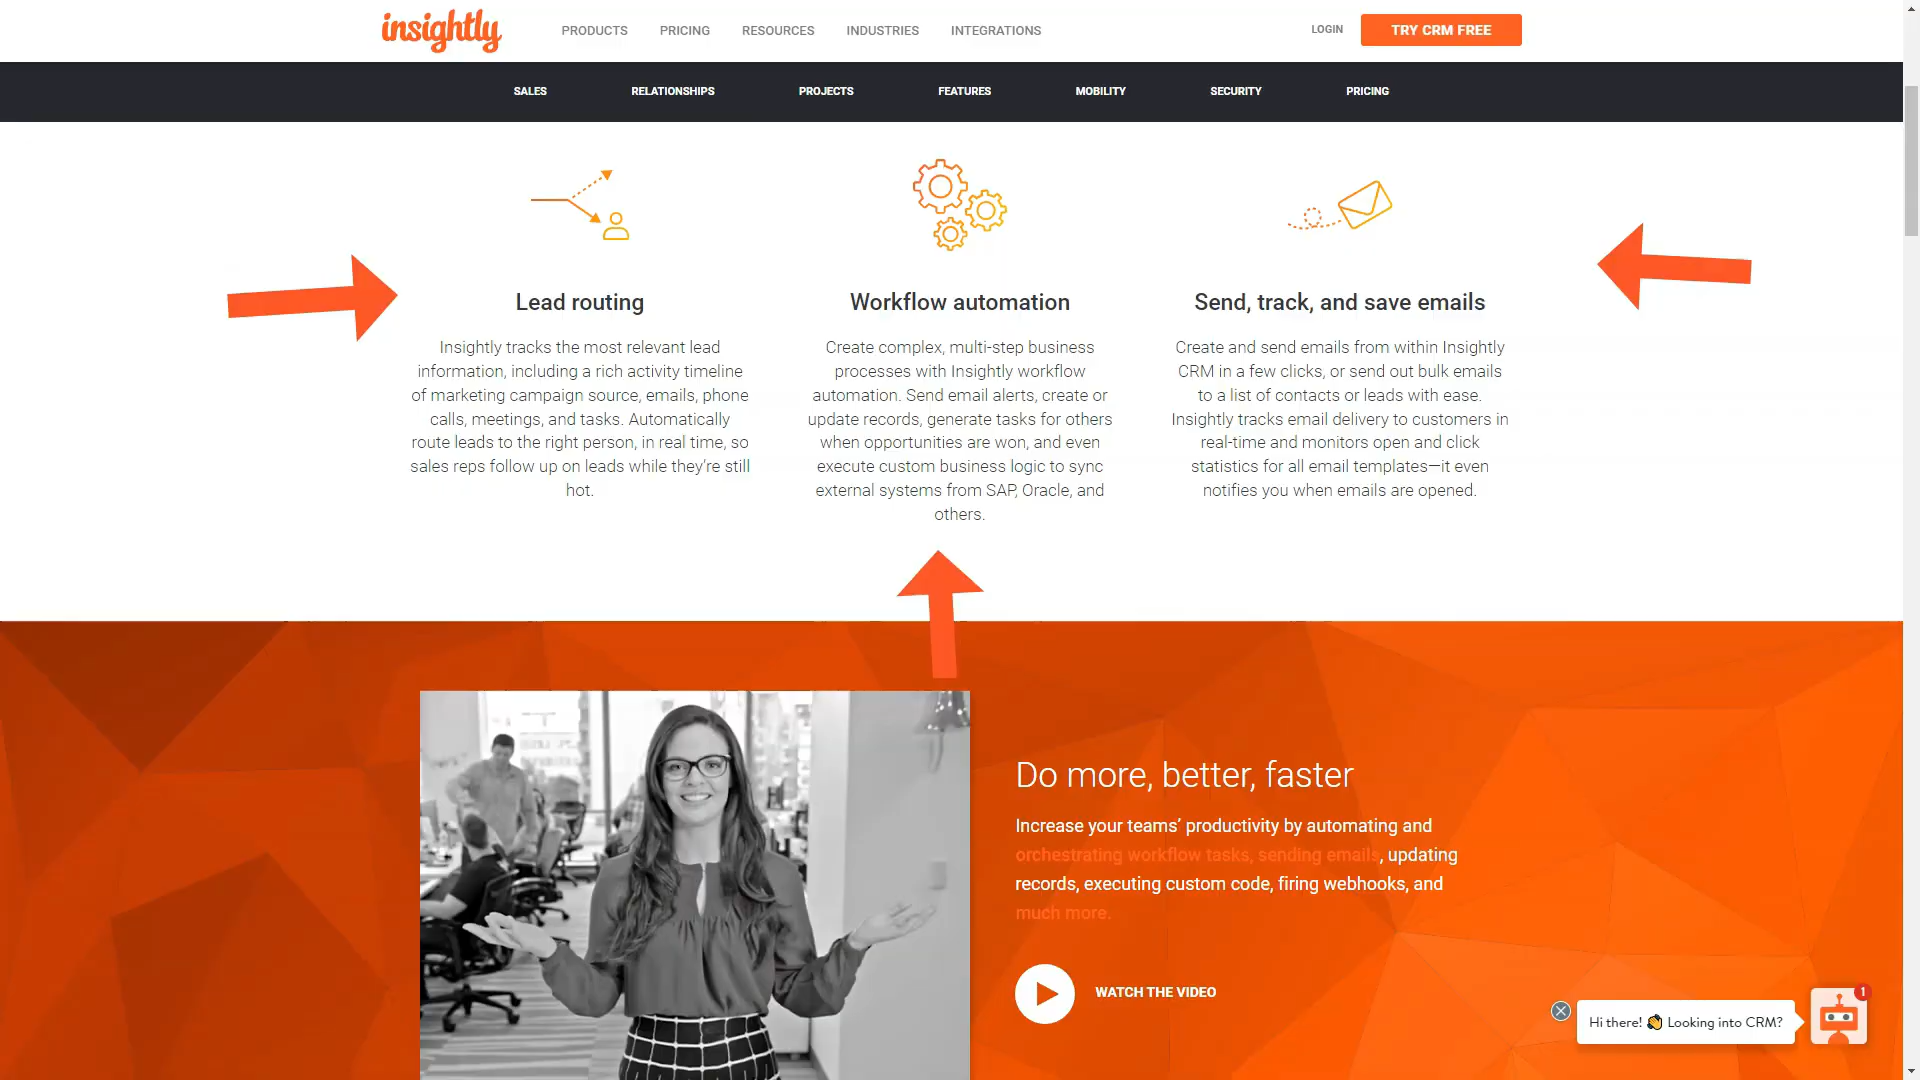 insightly
PRODUCTS PRICING RESOURCES INDUSTRIES INTEGRATIONS
LOGIN
TRY CRM FREE
SALES RELATIONSHIPS PROJECTS FEATURES MOBILITY SECURITY PRICING
Lead routing
Insightly tracks the most relevant lead
information, including a rich activity timeline
of marketing campaign source, emails, phone
calls, meetings, and tasks. Automatically
route leads to the right person, in real time, so
sales reps follow up on leads while they’re still
hot.
Workflow automation
Create complex, multi-step business
processes with Insightly workflow
automation. Send email alerts, create or
update records, generate tasks for others
when opportunities are won, and even
execute custom business logic to sync
external systems from SAP, Oracle, and
others.
Send, track, and save emails
Create and send emails from within Insightly
CRM in a few clicks, or send out bulk emails
to a list of contacts or leads with ease.
Insightly tracks email delivery to customers in
real-time and monitors open and click
statistics for all email templates—it even
notifies you when emails are opened.
Do more, better, faster
Increase your teams’ productivity by automating and
orchestrating workflow tasks, sending emails, updating
records, executing custom code, firing webhooks, and
much more.
WATCH THE VIDEO
Hi there! 👏 Looking into CRM?
1